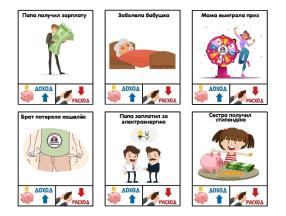 Папа получил зарплату
Заболела бабушка
Мама выиграла приз
ДОХОД
РАСХОД
ДОХОД
РАСХОД
ДОХОД
РАСХОД
Брат потеряла кошелёк
Папа заплатил за
электроэнергию
Сестра получил
стипендию
ДОХОД
РАСХОД
ДОХОД
РАСХОД
ДОХОД
РАСХОД